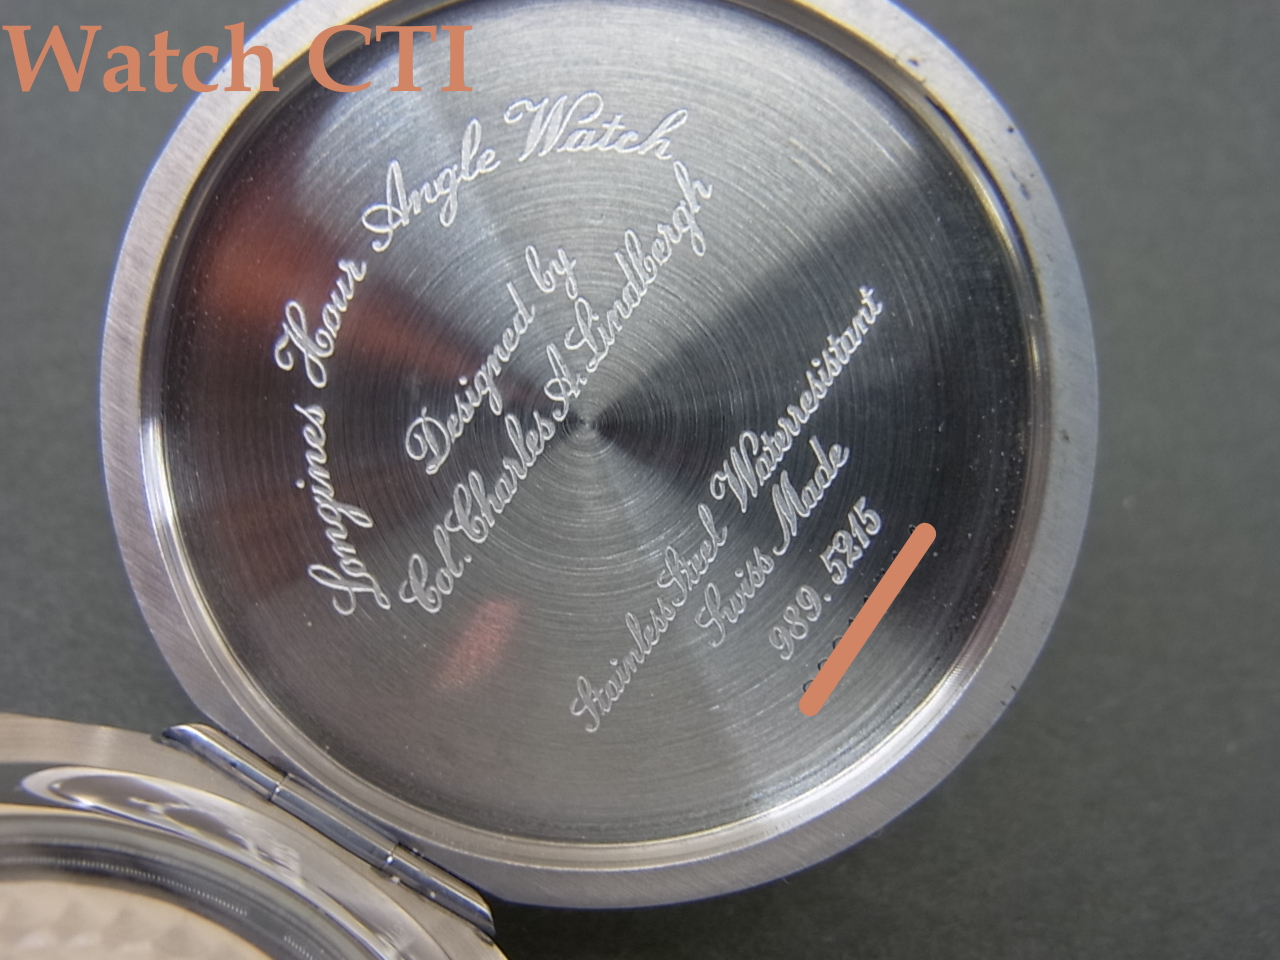 Watch CTI
Longines Hour Angle Watch
Designed by
Col. Charles A. Lindbergh
Stainless Steel Waterresistant
Swiss Made
989. 5215